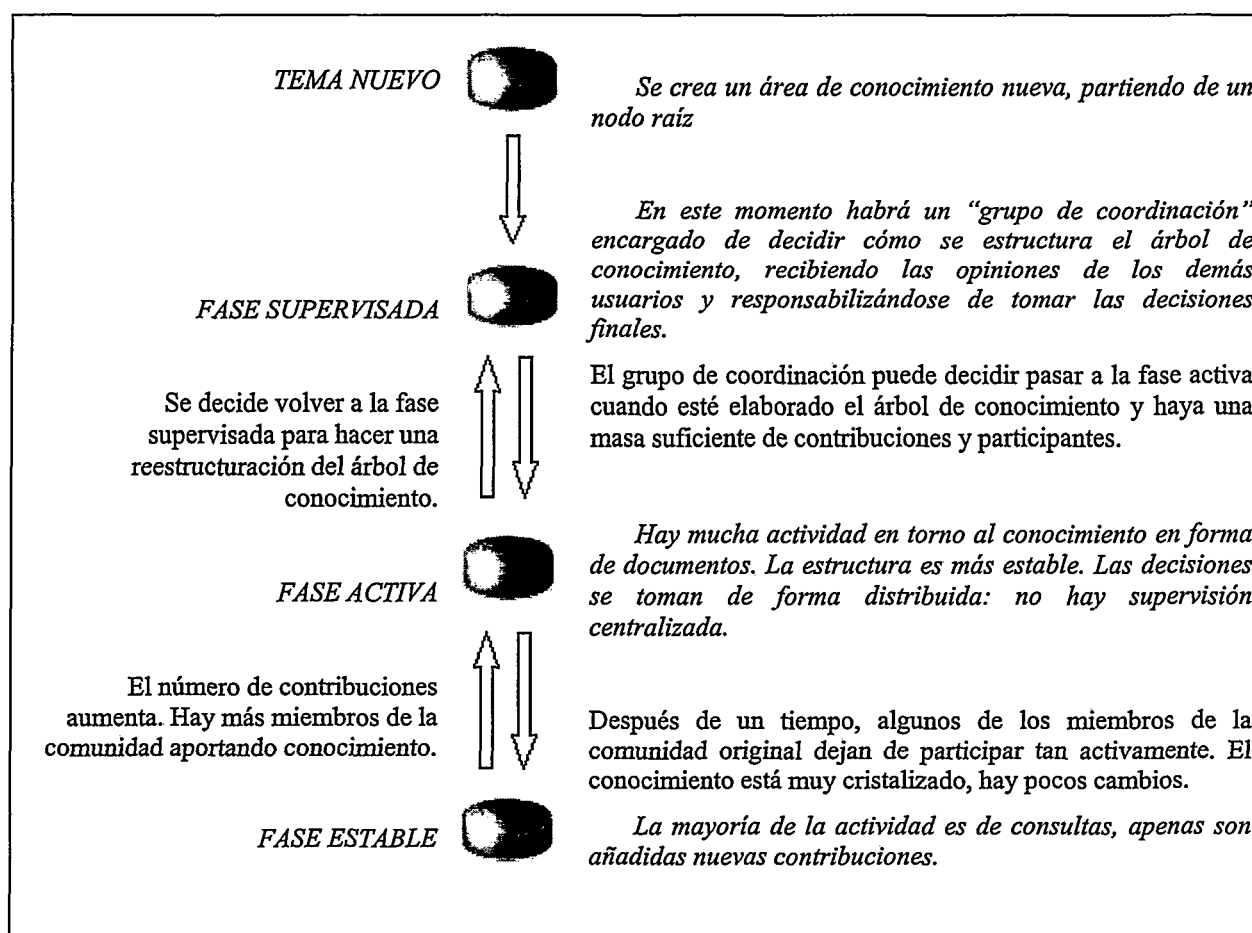 TEMA NUEVO
Se crea un área de conocimiento nueva, partiendo de un
nodo raíz
En este momento habrá un “grupo de coordinación”
encargado de decidir cómo se estructura el árbol de
conocimiento, recibiendo las opiniones de los demás
usuarios y responsabilizándose de tomar las decisiones
finales.
FASE SUPERVISADA
Se decide volver a la fase
supervisada para hacer una
reestructuración del árbol de
conocimiento.
El grupo de coordinación puede decidir pasar a la fase activa
cuando esté elaborado el árbol de conocimiento y haya una
masa suficiente de contribuciones y participantes.
FASE ACTIVA
Hay mucha actividad en torno al conocimiento en forma
de documentos. La estructura es más estable. Las decisiones
se toman de forma distribuida: no hay supervisión
centralizada.
El número de contribuciones
aumenta. Hay más miembros de la
comunidad aportando conocimiento.
Después de un tiempo, algunos de los miembros de la
comunidad original dejan de participar tan activamente. El
conocimiento está muy cristalizado, hay pocos cambios.
FASE ESTABLE
La mayoría de la actividad es de consultas, apenas son
añadidas nuevas contribuciones.